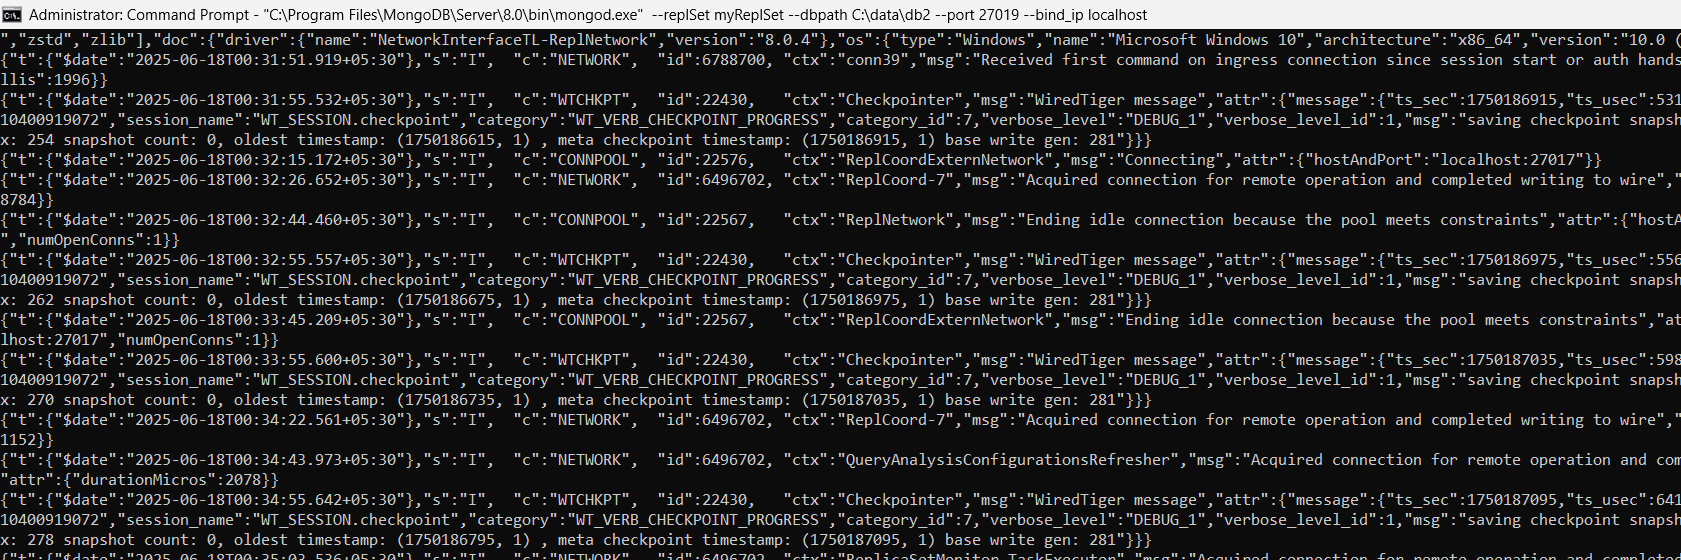 Administrator: Command Prompt - "C:\Program Files\MongoDB\Server\8.0\bin\mongod.exe"  --replSet myReplSet --dbpath C:\data\db2 --port 27019 --bind_ip localhost
","zstd","zlib"],"doc":{"driver":{"name":"NetworkInterfaceTL-ReplNetwork","version":"8.0.4"},"os":{"type":"Windows","name":"Microsoft Windows 10","architecture":"x86_64","version":"10.0 (
{"t":{"$date":"2025-06-18T00:31:51.919+05:30"},"s":"I",  "c":"NETWORK",  "id":6788700, "ctx":"conn39","msg":"Received first command on ingress connection since session start or auth hands
llis":1996}}
{"t":{"$date":"2025-06-18T00:31:55.532+05:30"},"s":"I",  "c":"WTCHKPT",  "id":22430,   "ctx":"Checkpointer","msg":"WiredTiger message","attr":{"message":{"ts_sec":1750186915,"ts_usec":531
10400919072","session_name":"WT_SESSION.checkpoint","category":"WT_VERB_CHECKPOINT_PROGRESS","category_id":7,"verbose_level":"DEBUG_1","verbose_level_id":1,"msg":"saving checkpoint snapsh
x: 254 snapshot count: 0, oldest timestamp: (1750186615, 1) , meta checkpoint timestamp: (1750186915, 1) base write gen: 281"}}}
{"t":{"$date":"2025-06-18T00:32:15.172+05:30"},"s":"I",  "c":"CONNPOOL", "id":22576,   "ctx":"ReplCoordExternNetwork","msg":"Connecting","attr":{"hostAndPort":"localhost:27017"}}
{"t":{"$date":"2025-06-18T00:32:26.652+05:30"},"s":"I",  "c":"NETWORK",  "id":6496702, "ctx":"ReplCoord-7","msg":"Acquired connection for remote operation and completed writing to wire","
8784}}
{"t":{"$date":"2025-06-18T00:32:44.460+05:30"},"s":"I",  "c":"CONNPOOL", "id":22567,   "ctx":"ReplNetwork","msg":"Ending idle connection because the pool meets constraints","attr":{"hostA
","numOpenConns":1}}
{"t":{"$date":"2025-06-18T00:32:55.557+05:30"},"s":"I",  "c":"WTCHKPT",  "id":22430,   "ctx":"Checkpointer","msg":"WiredTiger message","attr":{"message":{"ts_sec":1750186975,"ts_usec":556
10400919072","session_name":"WT_SESSION.checkpoint","category":"WT_VERB_CHECKPOINT_PROGRESS","category_id":7,"verbose_level":"DEBUG_1","verbose_level_id":1,"msg":"saving checkpoint snapsh
x: 262 snapshot count: 0, oldest timestamp: (1750186675, 1) , meta checkpoint timestamp: (1750186975, 1) base write gen: 281"}}}
{"t":{"$date":"2025-06-18T00:33:45.209+05:30"},"s":"I",  "c":"CONNPOOL", "id":22567,   "ctx":"ReplCoordExternNetwork","msg":"Ending idle connection because the pool meets constraints","at
lhost:27017","numOpenConns":1}}
{"t":{"$date":"2025-06-18T00:33:55.600+05:30"},"s":"I",  "c":"WTCHKPT",  "id":22430,   "ctx":"Checkpointer","msg":"WiredTiger message","attr":{"message":{"ts_sec":1750187035,"ts_usec":598
10400919072","session_name":"WT_SESSION.checkpoint","category":"WT_VERB_CHECKPOINT_PROGRESS","category_id":7,"verbose_level":"DEBUG_1","verbose_level_id":1,"msg":"saving checkpoint snapsh
x: 270 snapshot count: 0, oldest timestamp: (1750186735, 1) , meta checkpoint timestamp: (1750187035, 1) base write gen: 281"}}}
{"t":{"$date":"2025-06-18T00:34:22.561+05:30"},"s":"I",  "c":"NETWORK",  "id":6496702, "ctx":"ReplCoord-7","msg":"Acquired connection for remote operation and completed writing to wire","
1152}}
{"t":{"$date":"2025-06-18T00:34:43.973+05:30"},"s":"I",  "c":"NETWORK",  "id":6496702, "ctx":"QueryAnalysisConfigurationsRefresher","msg":"Acquired connection for remote operation and com
"attr":{"durationMicros":2078}}
{"t":{"$date":"2025-06-18T00:34:55.642+05:30"},"s":"I",  "c":"WTCHKPT",  "id":22430,   "ctx":"Checkpointer","msg":"WiredTiger message","attr":{"message":{"ts_sec":1750187095,"ts_usec":641
10400919072","session_name":"WT_SESSION.checkpoint","category":"WT_VERB_CHECKPOINT_PROGRESS","category_id":7,"verbose_level":"DEBUG_1","verbose_level_id":1,"msg":"saving checkpoint snapsh
x: 278 snapshot count: 0, oldest timestamp: (1750186795, 1) , meta checkpoint timestamp: (1750187095, 1) base write gen: 281"}}}